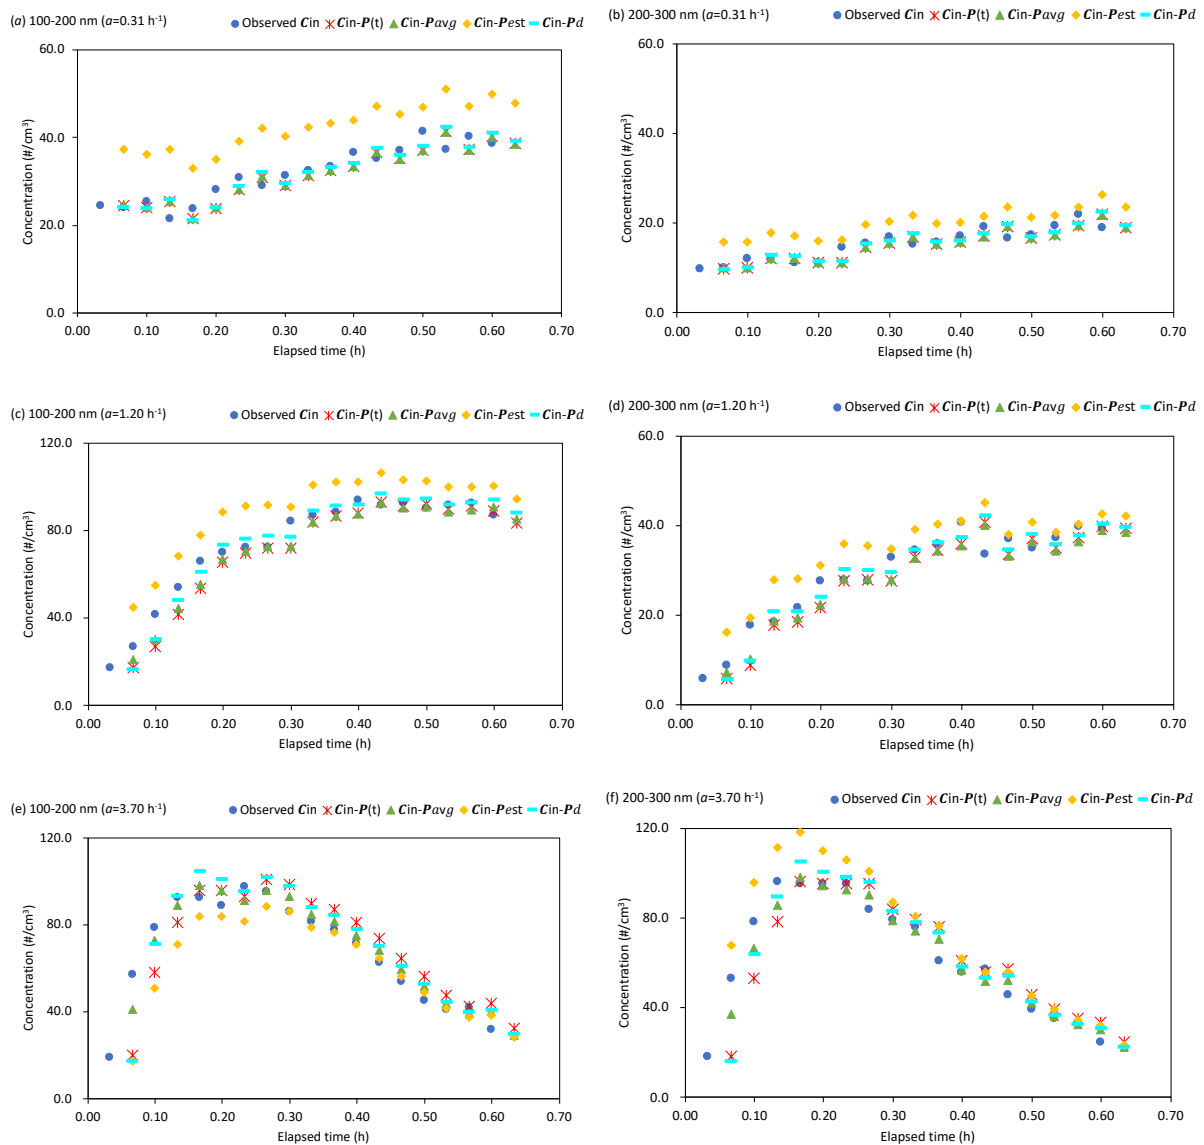 (a) 100-200 nm (a=0.31 h⁻¹) Observed Cin Cin-P(t) Cin-Pavg Cin-Pest Cin-Pd
60.0
40.0
20.0
0.0
Concentration (#/cm³)
0.00 0.10 0.20 0.30 0.40 0.50 0.60 0.70
Elapsed time (h)
(b) 200-300 nm (a=0.31 h⁻¹) Observed Cin Cin-P(t) Cin-Pavg Cin-Pest Cin-Pd
60.0
40.0
20.0
0.0
Concentration (#/cm³)
0.00 0.10 0.20 0.30 0.40 0.50 0.60 0.70
Elapsed time (h)
(c) 100-200 nm (a=1.20 h⁻¹) Observed Cin Cin-P(t) Cin-Pavg Cin-Pest Cin-Pd
120.0
80.0
40.0
0.0
Concentration (#/cm³)
0.00 0.10 0.20 0.30 0.40 0.50 0.60 0.70
Elapsed time (h)
(d) 200-300 nm (a=1.20 h⁻¹) Observed Cin Cin-P(t) Cin-Pavg Cin-Pest Cin-Pd
60.0
40.0
20.0
0.0
Concentration (#/cm³)
0.00 0.10 0.20 0.30 0.40 0.50 0.60 0.70
Elapsed time (h)
(e) 100-200 nm (a=3.70 h⁻¹) Observed Cin Cin-P(t) Cin-Pavg Cin-Pest Cin-Pd
120.0
80.0
40.0
0.0
Concentration (#/cm³)
0.00 0.10 0.20 0.30 0.40 0.50 0.60 0.70
Elapsed time (h)
(f) 200-300 nm (a=3.70 h⁻¹) Observed Cin Cin-P(t) Cin-Pavg Cin-Pest Cin-Pd
120.0
80.0
40.0
0.0
Concentration (#/cm³)
0.00 0.10 0.20 0.30 0.40 0.50 0.60 0.70
Elapsed time (h)